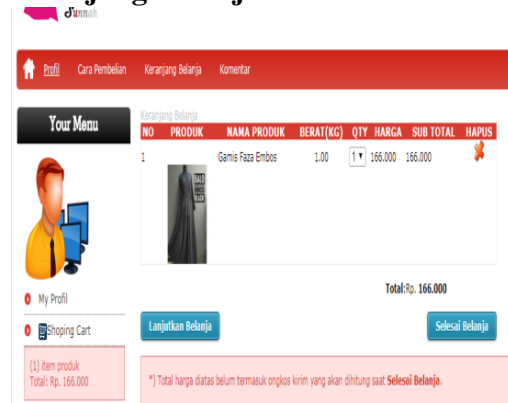 Sunnah
Profil Cara Pembelian Keranjang Belanja Komentar
Your Menu
Keranjang Belanja
NO PRODUK NAMA PRODUK BERAT(KG) QTY HARGA SUB TOTAL HAPUS
1 Gamis Faza Embos 1.00 1 166.000 166.000
Total:Rp. 166.000
My Profil
Shoping Cart
Lanjutkan Belanja Selesai Belanja
(1) item produk
Total: Rp. 166.000
*) Total harga diatas belum termasuk ongkos kirim yang akan dihitung saat Selesai Belanja.